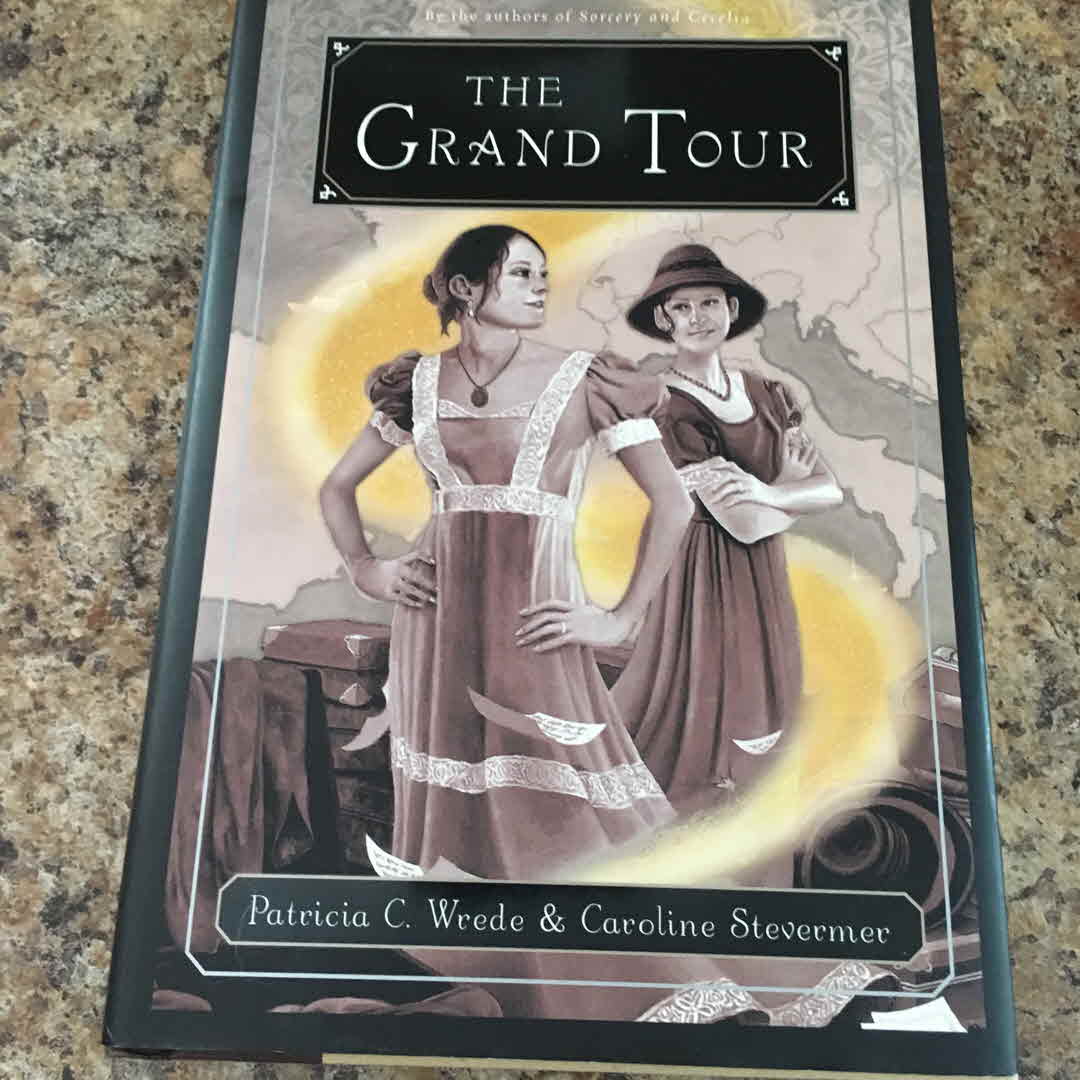 By the authors of Sorcery and Cecelia
THE
GRAND TOUR
Patricia C. Wrede & Caroline Stevermer